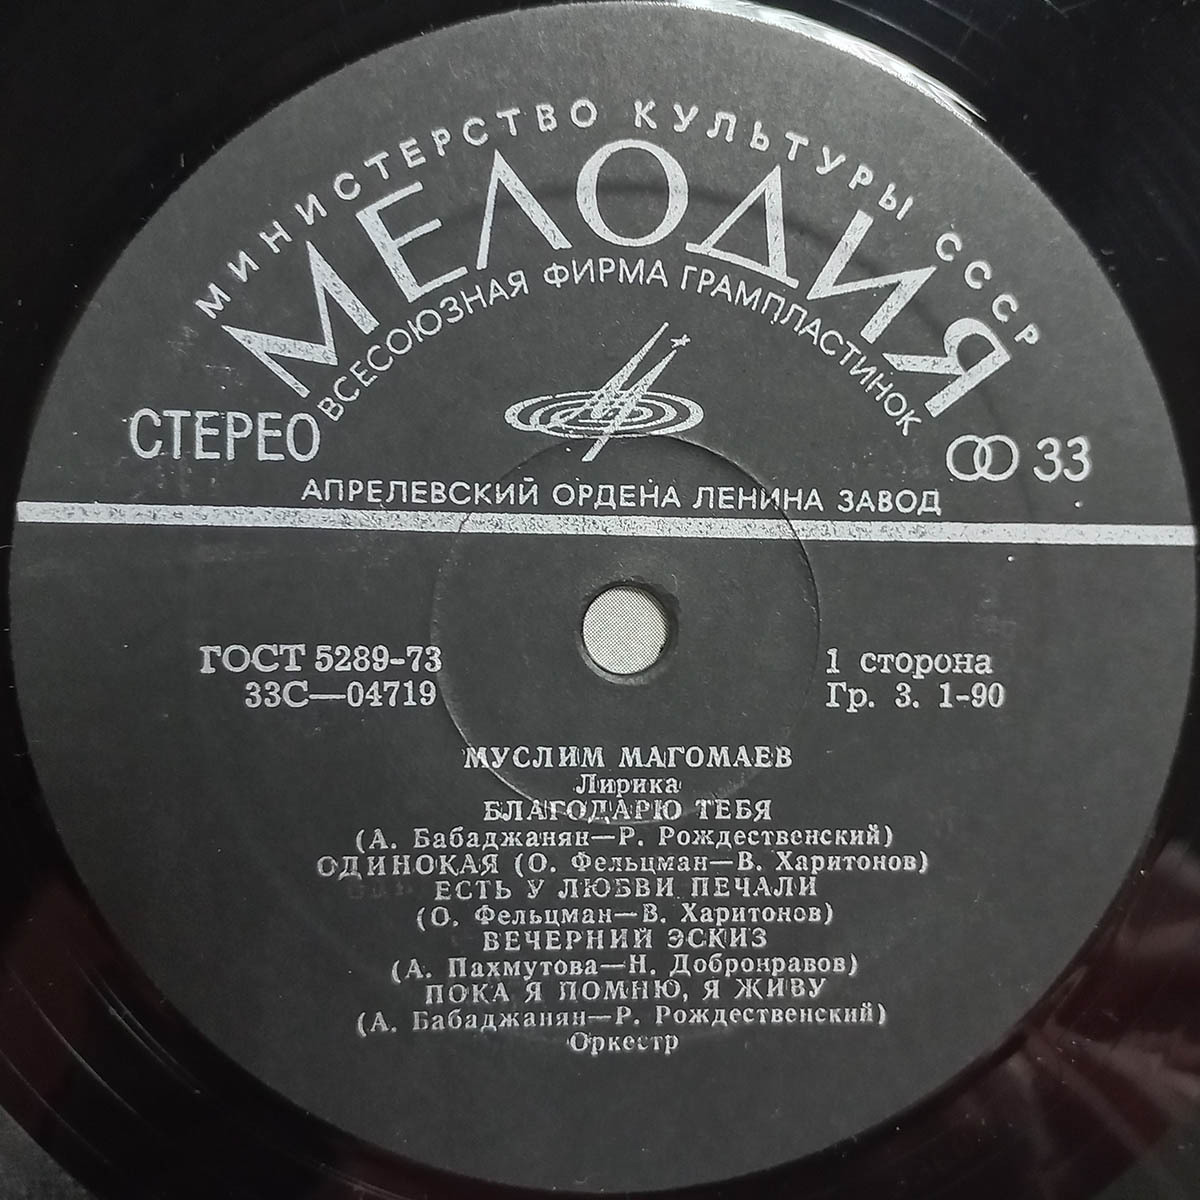 МИНИСТЕРСТВО КУЛЬТУРЫ СССР
МЕЛОДИЯ
ВСЕСОЮЗНАЯ ФИРМА ГРАМПЛАСТИНОК
СТЕРЕО
33
АПРЕЛЕВСКИЙ ОРДЕНА ЛЕНИНА ЗАВОД
ГОСТ 5289-73
33С—04719
1 сторона
Гр. 3. 1-90
МУСЛИМ МАГОМАЕВ
Лирика
БЛАГОДАРЮ ТЕБЯ
(А. Бабаджанян—Р. Рождественский)
ОДИНОКАЯ (О. Фельцман—В. Харитонов)
ЕСТЬ У ЛЮБВИ ПЕЧАЛИ
(О. Фельцман—В. Харитонов)
ВЕЧЕРНИЙ ЭСКИЗ
(А. Пахмутова—Н. Добронравов)
ПОКА Я ПОМНЮ, Я ЖИВУ
(А. Бабаджанян—Р. Рождественский)
Оркестр